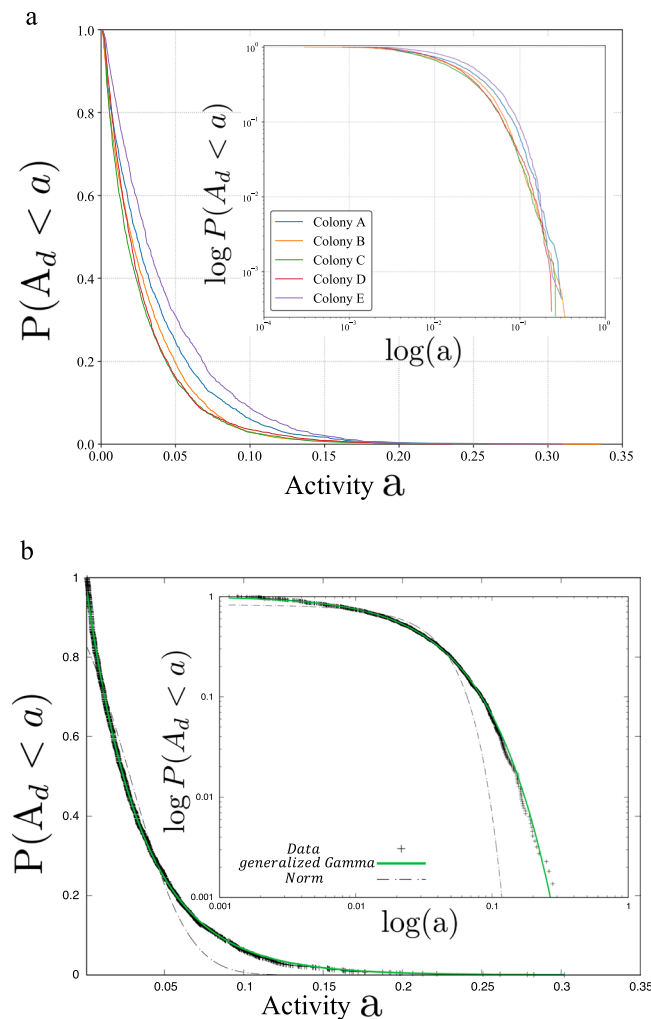 a
1.0
0.8
0.6
0.4
0.2
0.0
P(A_d < a)
0.00 0.05 0.10 0.15 0.20 0.25 0.30 0.35
Activity a
10⁰
10⁻¹
10⁻²
10⁻³
log P(A_d < a)
Colony A
Colony B
Colony C
Colony D
Colony E
10⁻⁴ 10⁻³ 10⁻² 10⁻¹ 10⁰
log(a)
b
1
0.8
0.6
0.4
0.2
0
P(A_d < a)
0.05 0.1 0.15 0.2 0.25 0.3 0.35
Activity a
1
0.1
0.01
0.001
log P(A_d < a)
Data
generalized Gamma
Norm
0.001 0.01 0.1 1
log(a)